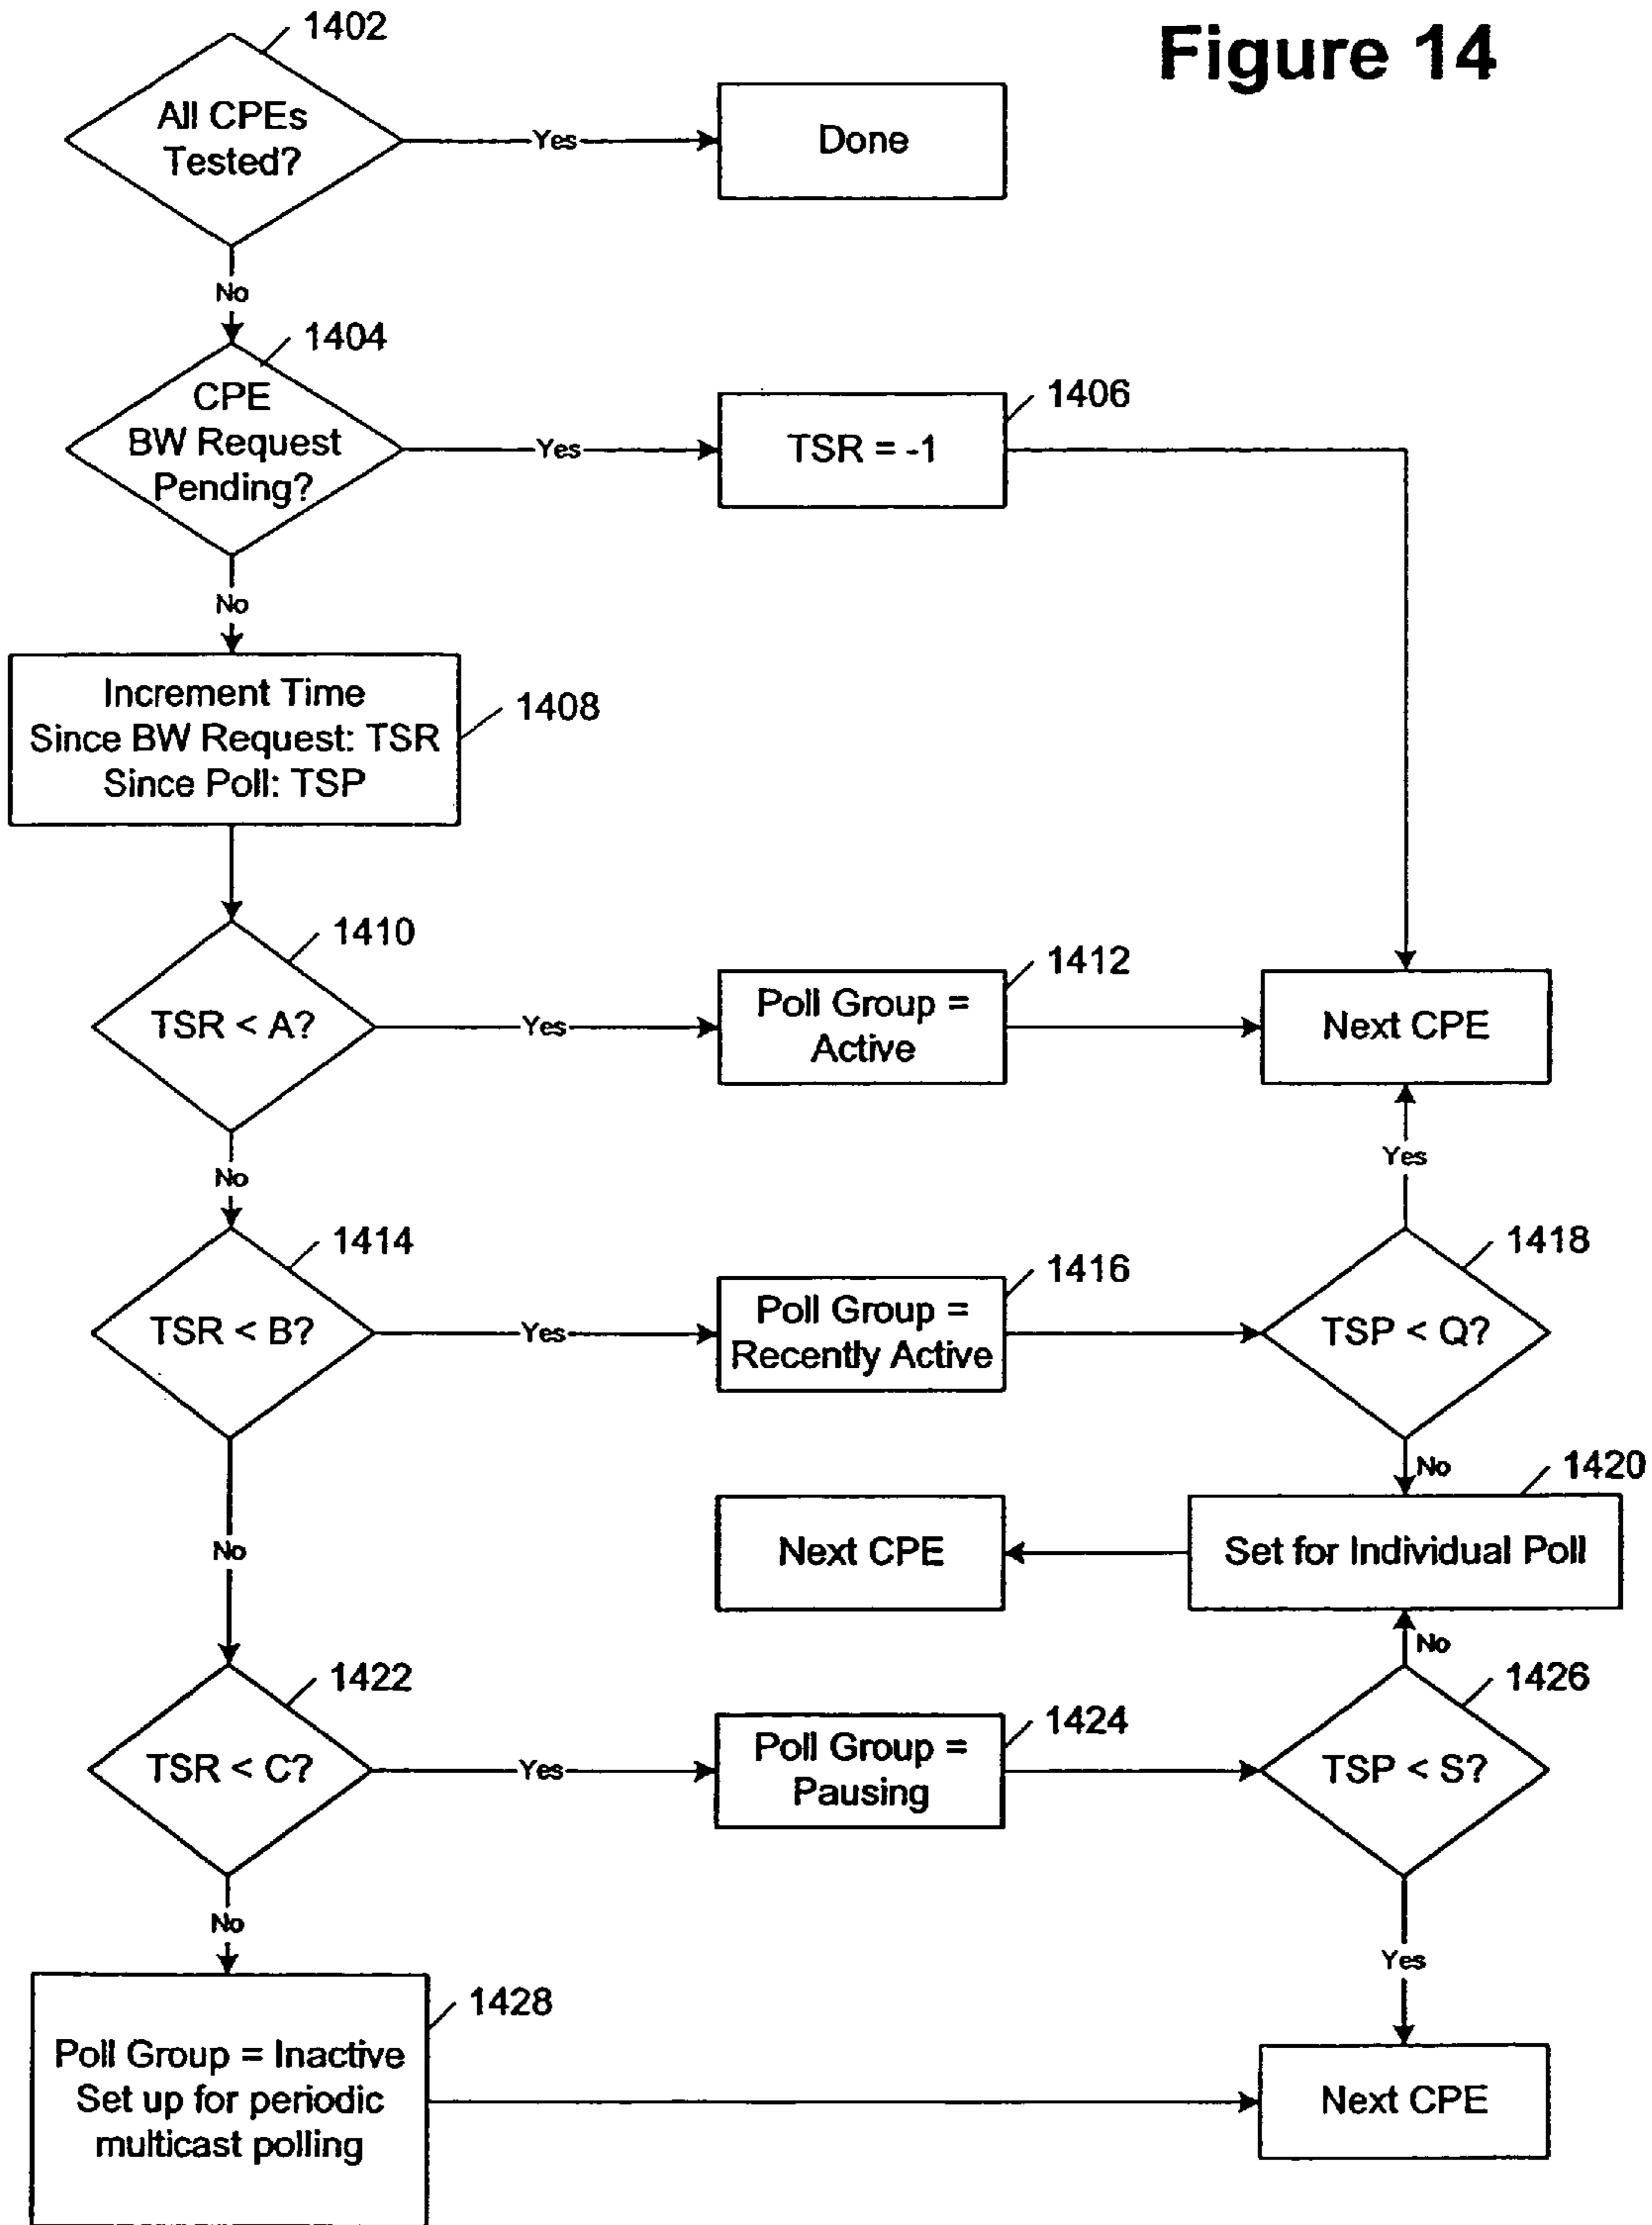 Figure 14
1402
All CPEs
Tested?
Yes
Done
No
1404
CPE
BW Request
Pending?
Yes
1406
TSR = -1
No
Increment Time
Since BW Request: TSR
Since Poll: TSP
1408
1410
TSR < A?
Yes
1412
Poll Group =
Active
Next CPE
No
Yes
1414
TSR < B?
Yes
1416
Poll Group =
Recently Active
1418
TSP < Q?
No
No
1420
Set for Individual Poll
Next CPE
No
1422
TSR < C?
Yes
1424
Poll Group =
Pausing
1426
TSP < S?
No
Yes
1428
Poll Group = Inactive
Set up for periodic
multicast polling
Next CPE